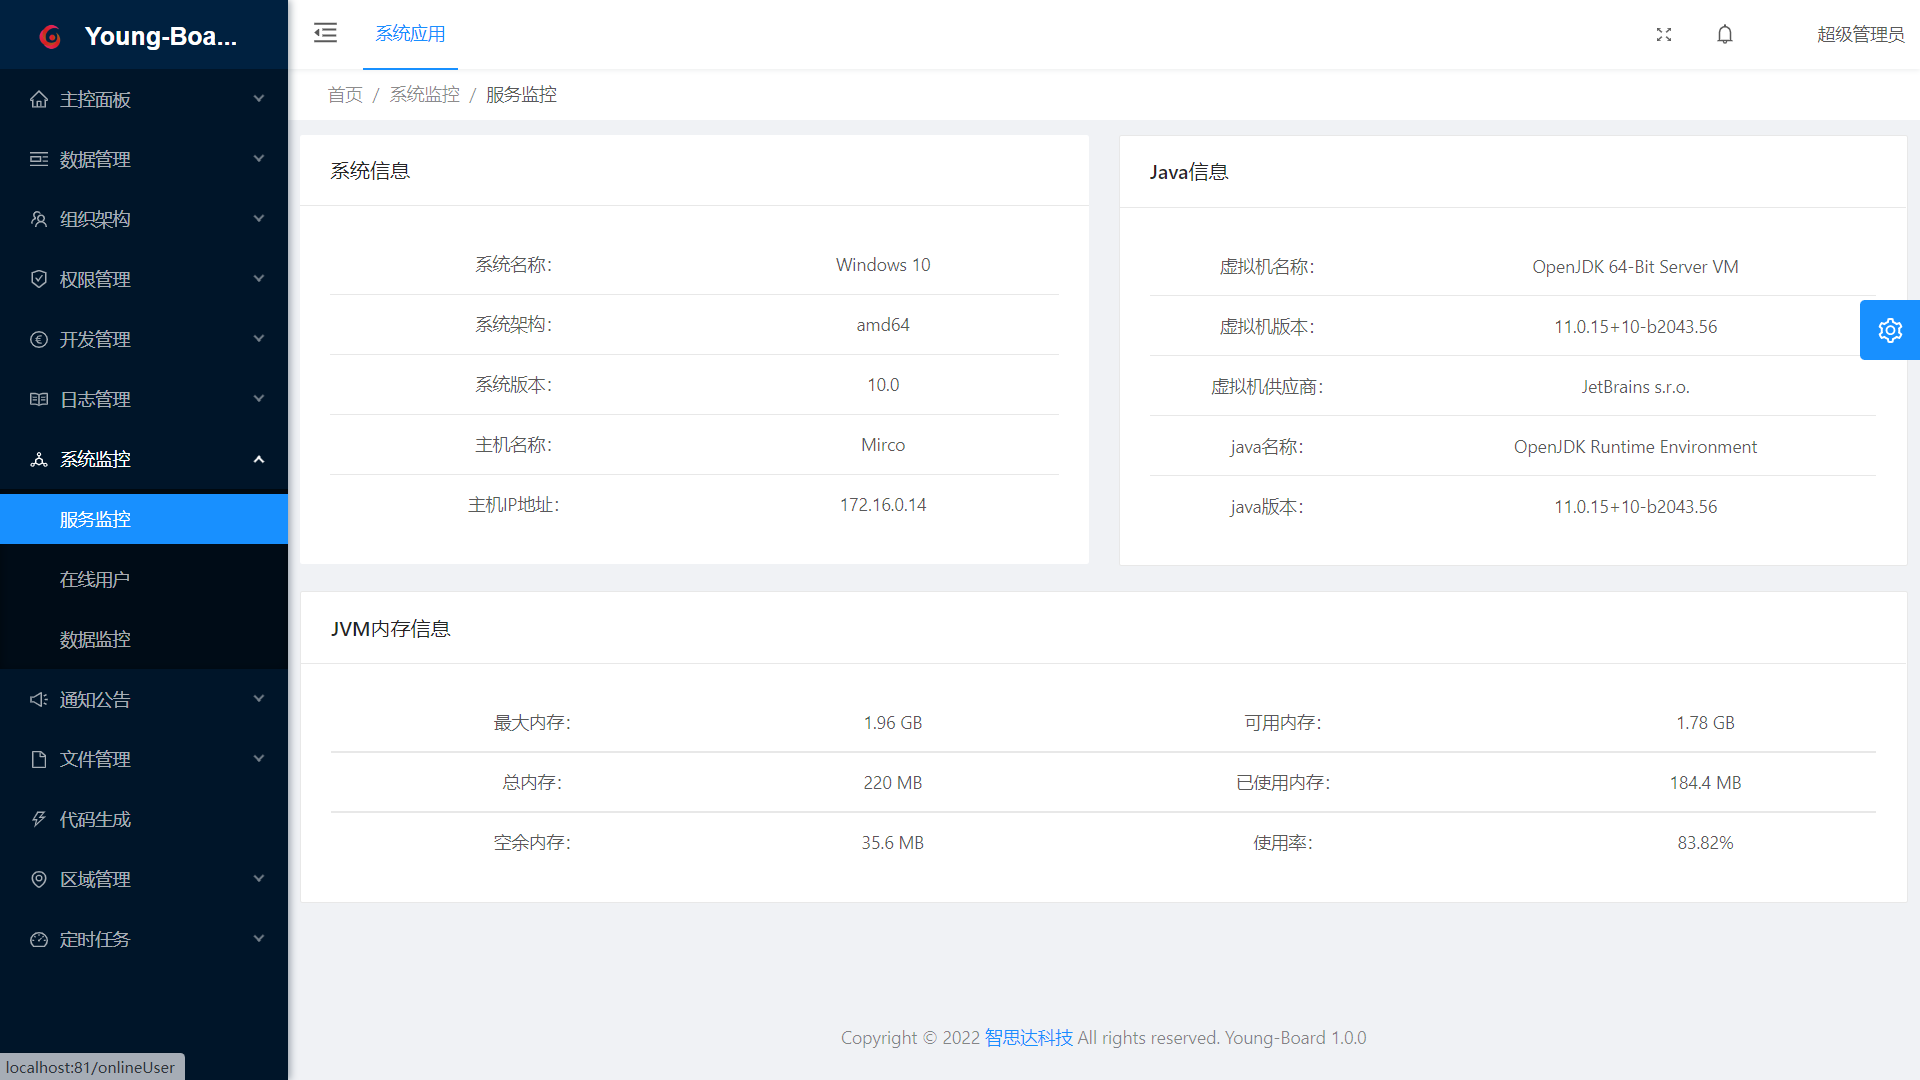 Young-Boa...
主控面板
数据管理
组织架构
权限管理
开发管理
日志管理
系统监控
服务监控
在线用户
数据监控
通知公告
文件管理
代码生成
区域管理
定时任务
localhost:81/onlineUser
系统应用
超级管理员
首页 / 系统监控 / 服务监控
系统信息
系统名称： Windows 10
系统架构： amd64
系统版本： 10.0
主机名称： Mirco
主机IP地址： 172.16.0.14
Java信息
虚拟机名称： OpenJDK 64-Bit Server VM
虚拟机版本： 11.0.15+10-b2043.56
虚拟机供应商： JetBrains s.r.o.
java名称： OpenJDK Runtime Environment
java版本： 11.0.15+10-b2043.56
JVM内存信息
最大内存： 1.96 GB 可用内存： 1.78 GB
总内存： 220 MB 已使用内存： 184.4 MB
空余内存： 35.6 MB 使用率： 83.82%
Copyright © 2022 智思达科技 All rights reserved. Young-Board 1.0.0